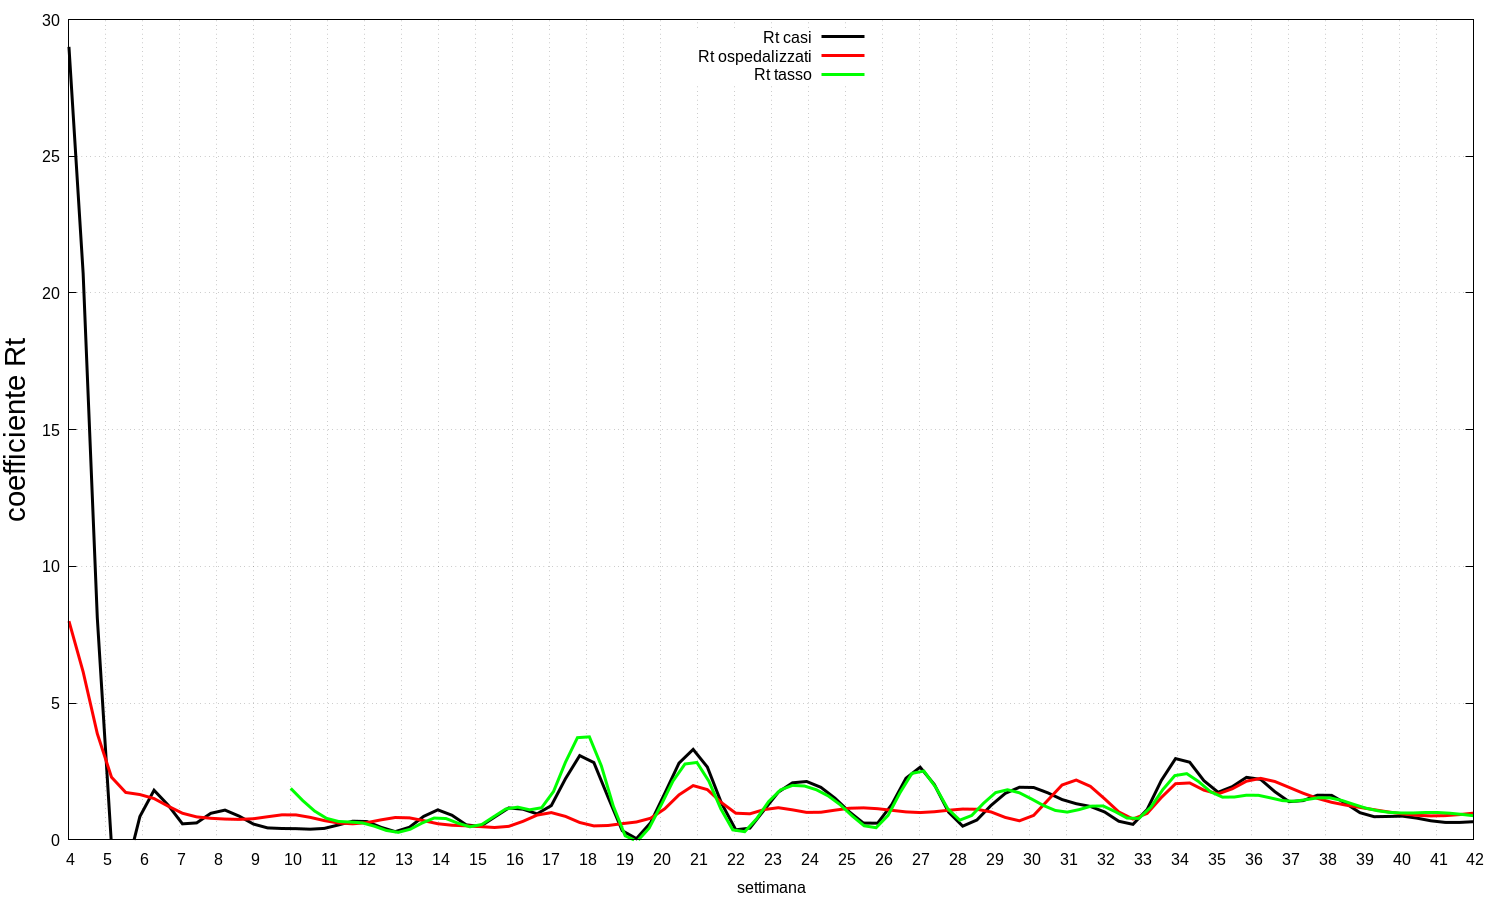 Rt casi
Rt ospedalizzati
Rt tasso
coefficiente Rt
30
25
20
15
10
5
0
4 5 6 7 8 9 10 11 12 13 14 15 16 17 18 19 20 21 22 23 24 25 26 27 28 29 30 31 32 33 34 35 36 37 38 39 40 41 42
settimana